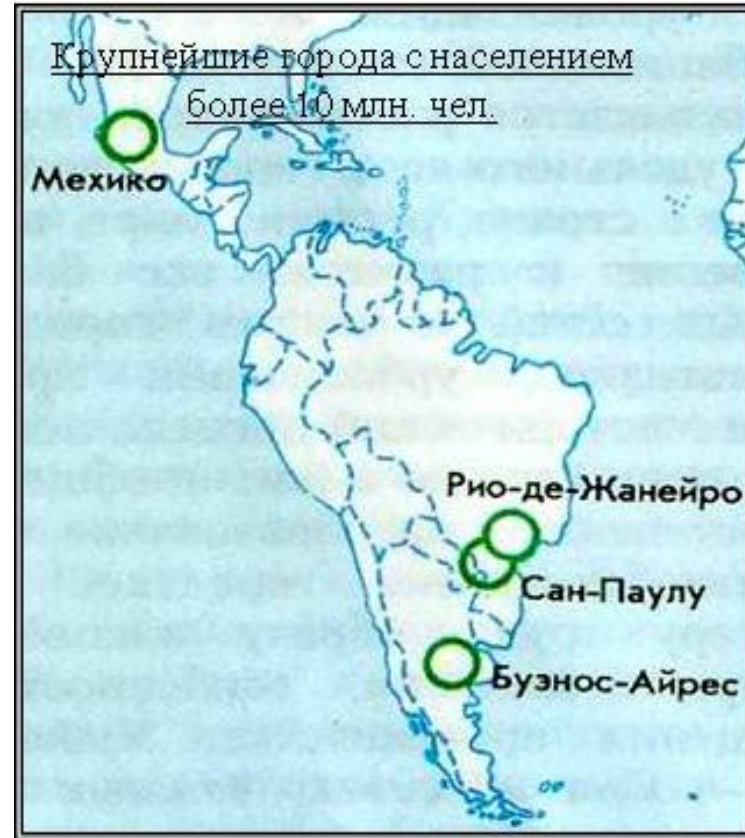 Крупнейшие города с населением
более 10 млн. чел.
Мехико
Рио-де-Жанейро
Сан-Паулу
Буэнос-Айрес